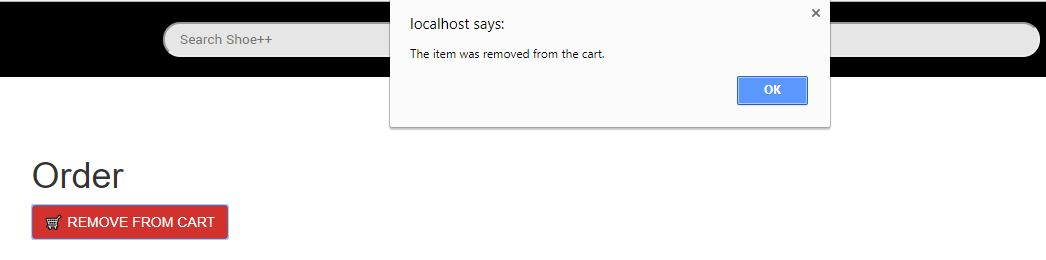 localhost says:
Search Shoe++
The item was removed from the cart.
OK
Order
REMOVE FROM CART